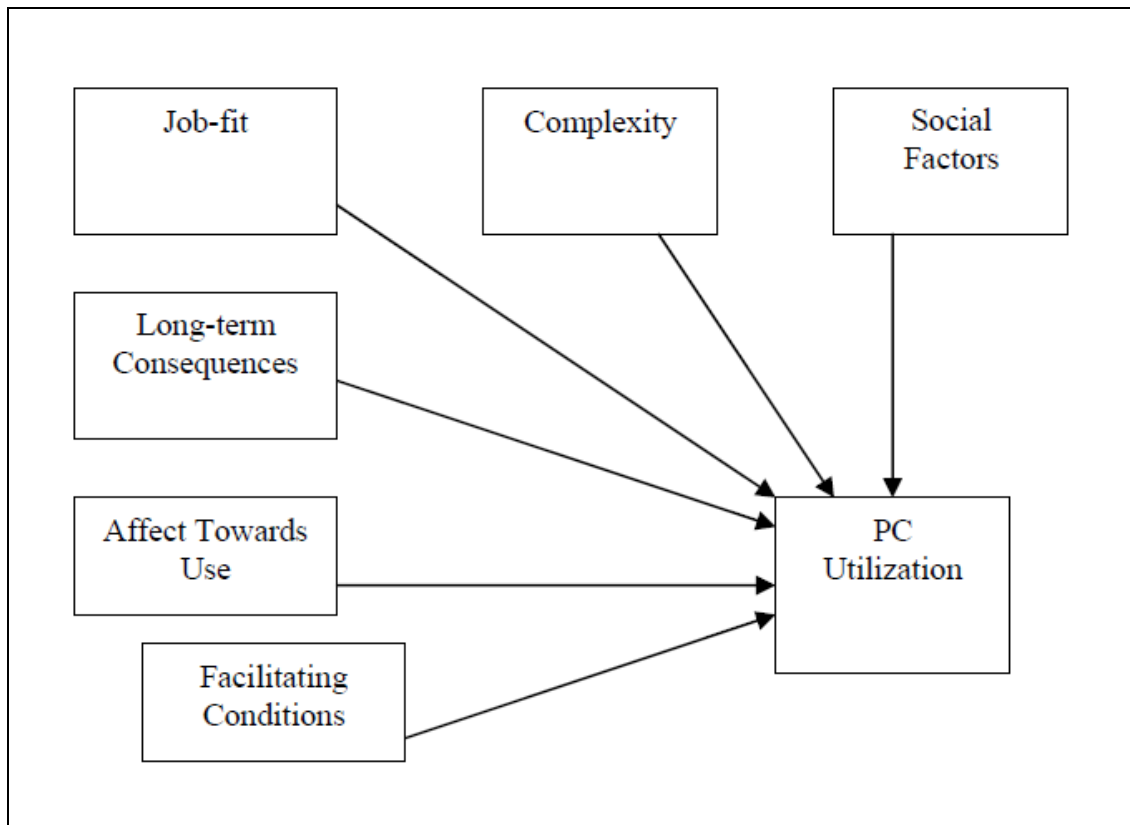 Job-fit
Complexity
Social
Factors
Long-term
Consequences
Affect Towards
Use
PC
Utilization
Facilitating
Conditions